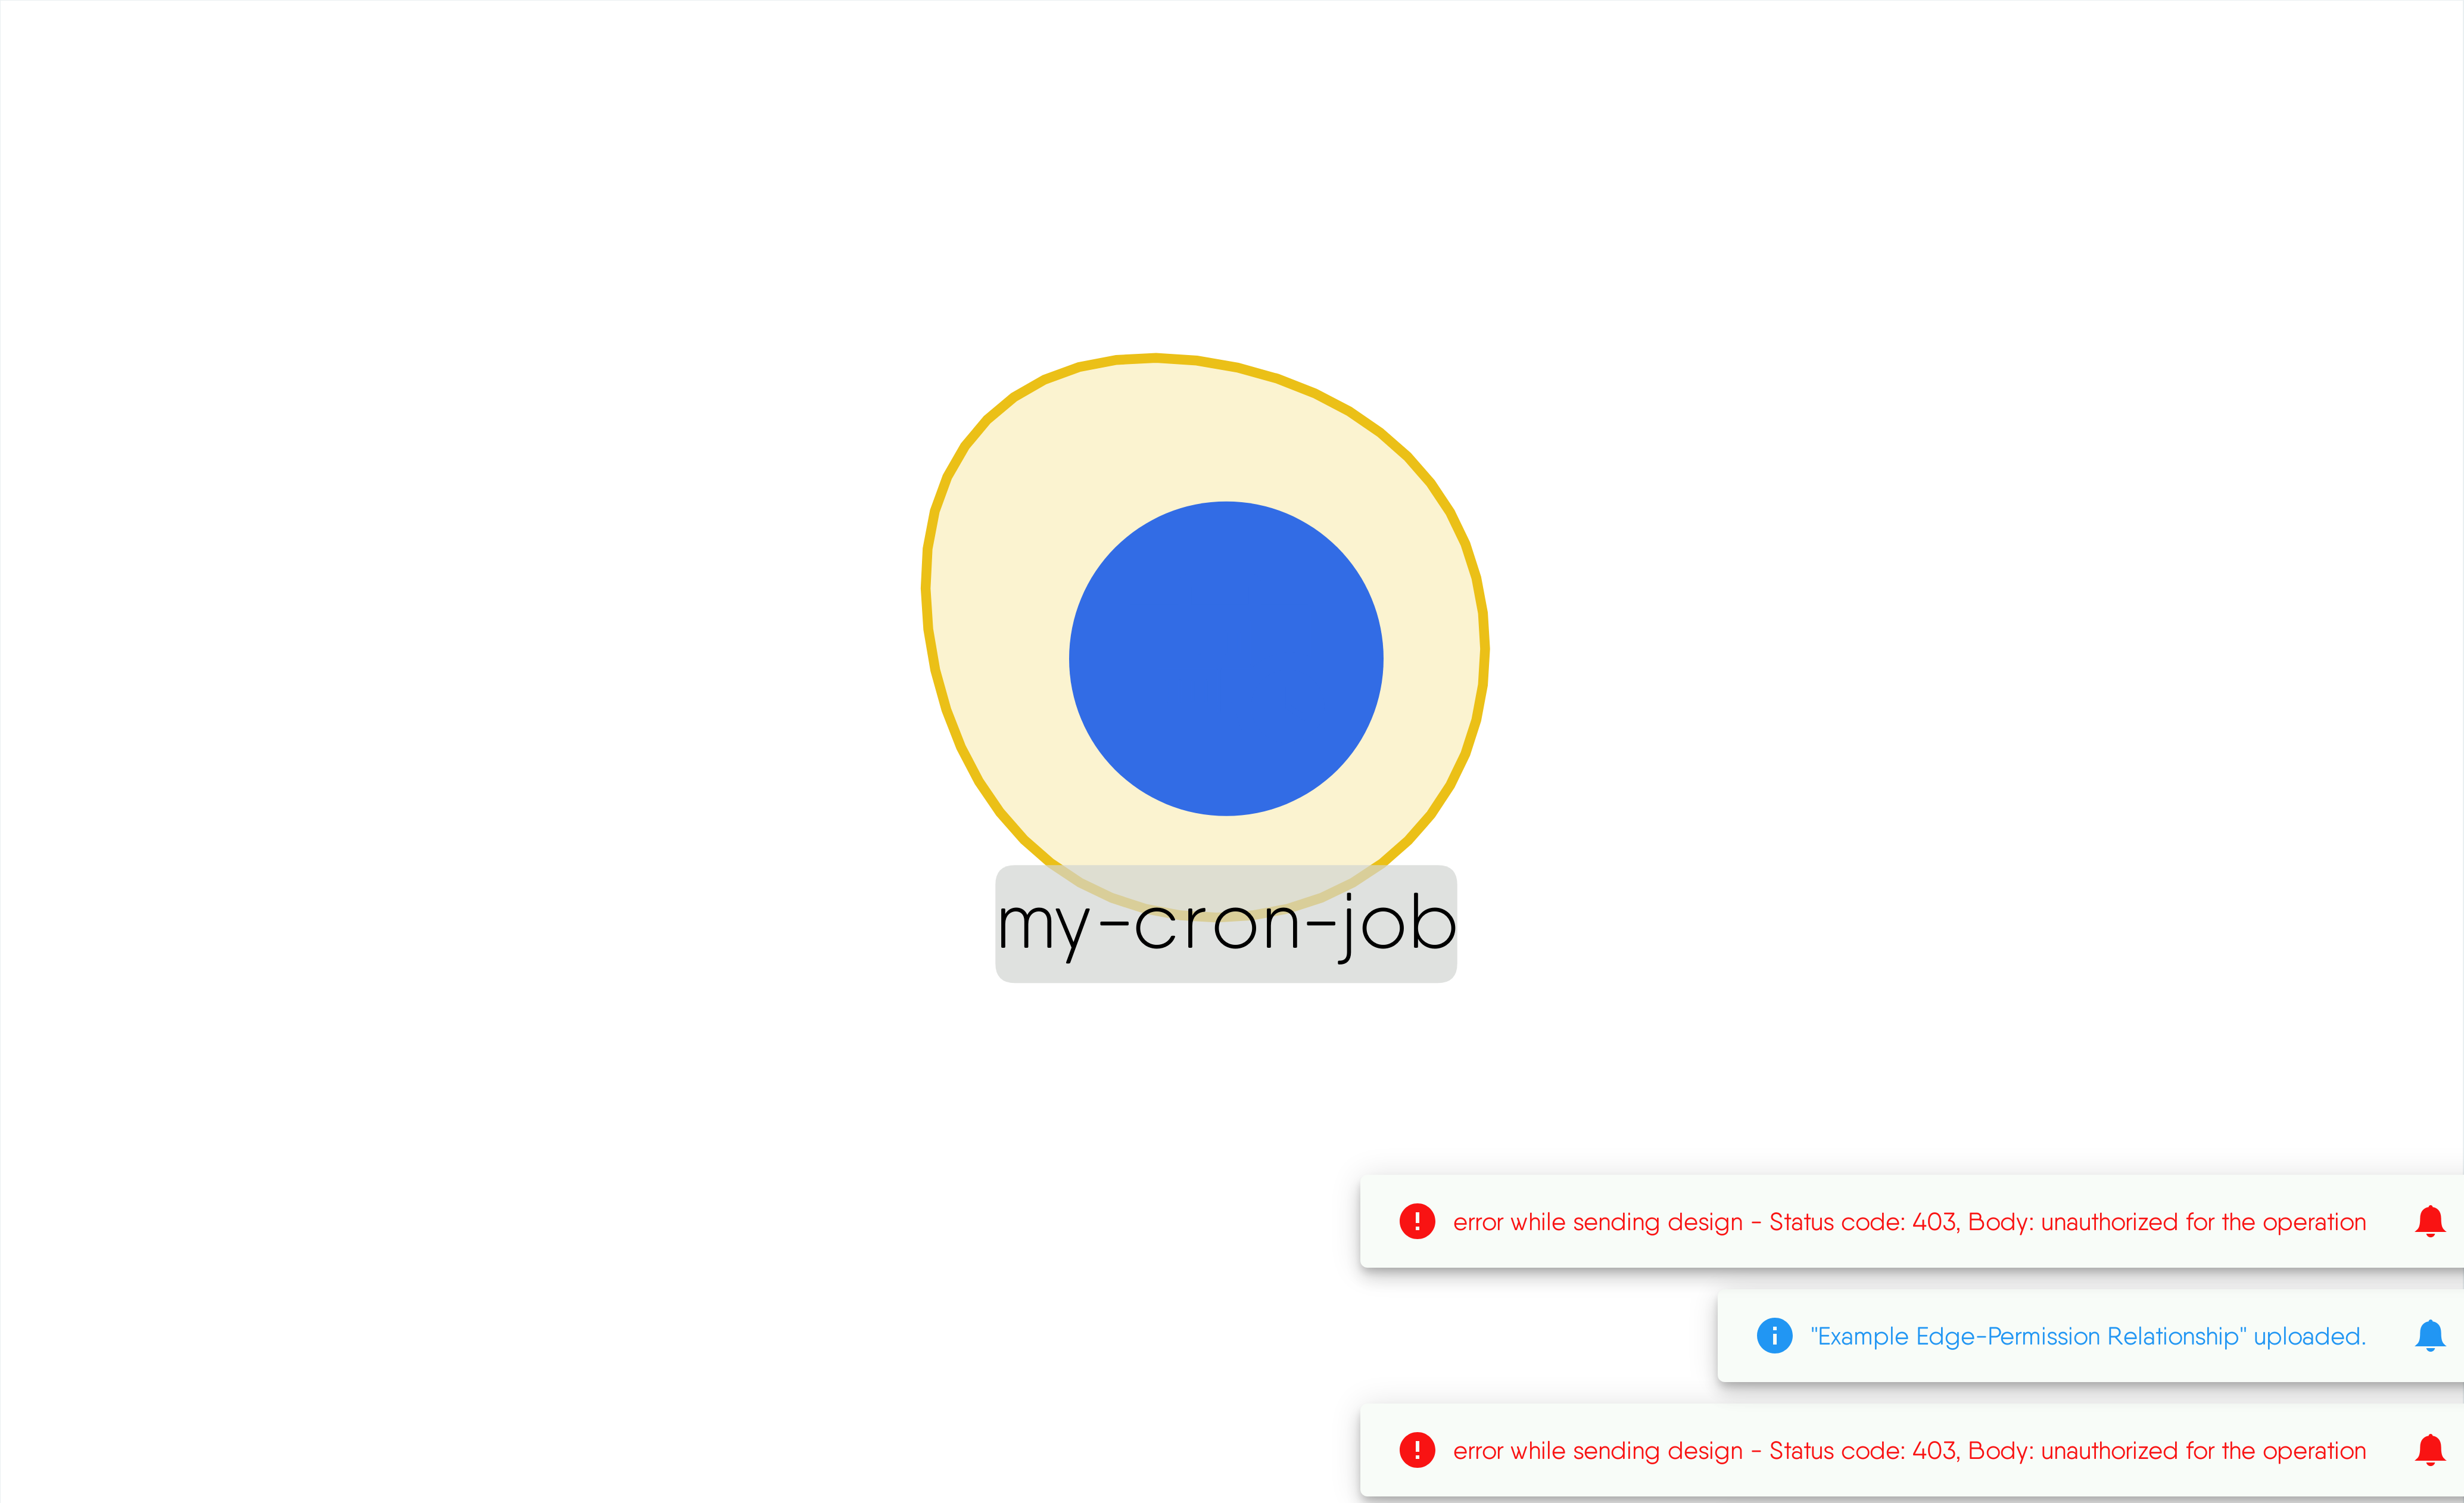 my-cron-job
error while sending design - Status code: 403, Body: unauthorized for the operation
"Example Edge-Permission Relationship" uploaded.
error while sending design - Status code: 403, Body: unauthorized for the operation